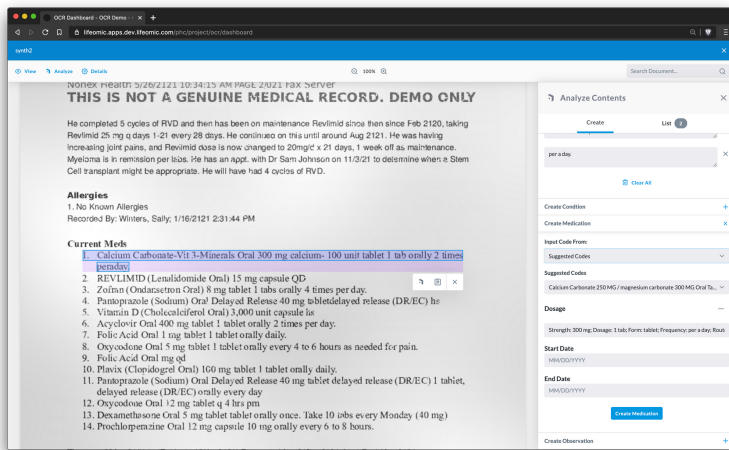 OCR Dashboard - OCR Demo -
lifeomic.apps.dev.lifeomic.com/phc/project/ocr/dashboard
synth2
View Analyze Details
100%
Search Document...
Nonex Health 5/26/2121 10:34:15 AM PAGE 2/021 Fax Server
THIS IS NOT A GENUINE MEDICAL RECORD. DEMO ONLY
He completed 5 cycles of RVD and then has been on maintenance Revlimid since then since Feb 2120, taking
Revlimid 25 mg q days 1-21 every 28 days. He continued on this until around Aug 2121. He was having
increasing joint pains, and Revlimid dose is now changed to 20mg/d x 21 days, 1 week off as maintenance.
Myeloma is in remission per labs. He has an appt. with Dr Sam Johnson on 11/3/21 to determine when a Stem
Cell transplant might be appropriate. He will have had 4 cycles of RVD.
Allergies
1. No Known Allergies
Recorded By: Winters, Sally; 1/16/2121 2:31:44 PM
Current Meds
1. Calcium Carbonate-Vit 3-Minerals Oral 300 mg calcium- 100 unit tablet 1 tab orally 2 times
peraday.
2. REVLIMID (Lenalidomide Oral) 15 mg capsule QD
3. Zofran (Ondansetron Oral) 8 mg tablet 1 tabs orally 4 times per day.
4. Pantoprazole (Sodium) Oral Delayed Release 40 mg tabletdelayed release (DR/EC) hs
5. Vitamin D (Cholecalciferol Oral) 3,000 unit capsule hs
6. Acyclovir Oral 400 mg tablet 1 tablet orally 2 times per day.
7. Folic Acid Oral 1 mg tablet 1 tablet orally daily.
8. Oxycodone Oral 5 mg tablet 1 tablet orally every 4 to 6 hours as needed for pain.
9. Folic Acid Oral mg qd
10. Plavix (Clopidogrel Oral) 100 mg tablet 1 tablet orally daily.
11. Pantoprazole (Sodium) Oral Delayed Release 40 mg tablet delayed release (DR/EC) 1 tablet,
delayed release (DR/EC) orally every day
12. Oxycodone Oral 12 mg tablet q 4 hrs prn
13. Dexamethasone Oral 5 mg tablet tablet orally once. Take 10 tabs every Monday (40 mg)
14. Prochlorperazine Oral 12 mg capsule 10 mg orally every 6 to 8 hours.
Analyze Contents
Create List 2
per a day.
Clear All
Create Condtion
Create Medication
Input Code From:
Suggested Codes
Suggested Codes
Calcium Carbonate 250 MG / magnesium carbonate 300 MG Oral Ta...
Dosage
Strength: 300 mg; Dosage: 1 tab; Form: tablet; Frequency: per a day; Rout
Start Date
MM/DD/YYYY
End Date
MM/DD/YYYY
Create Medication
Create Observation